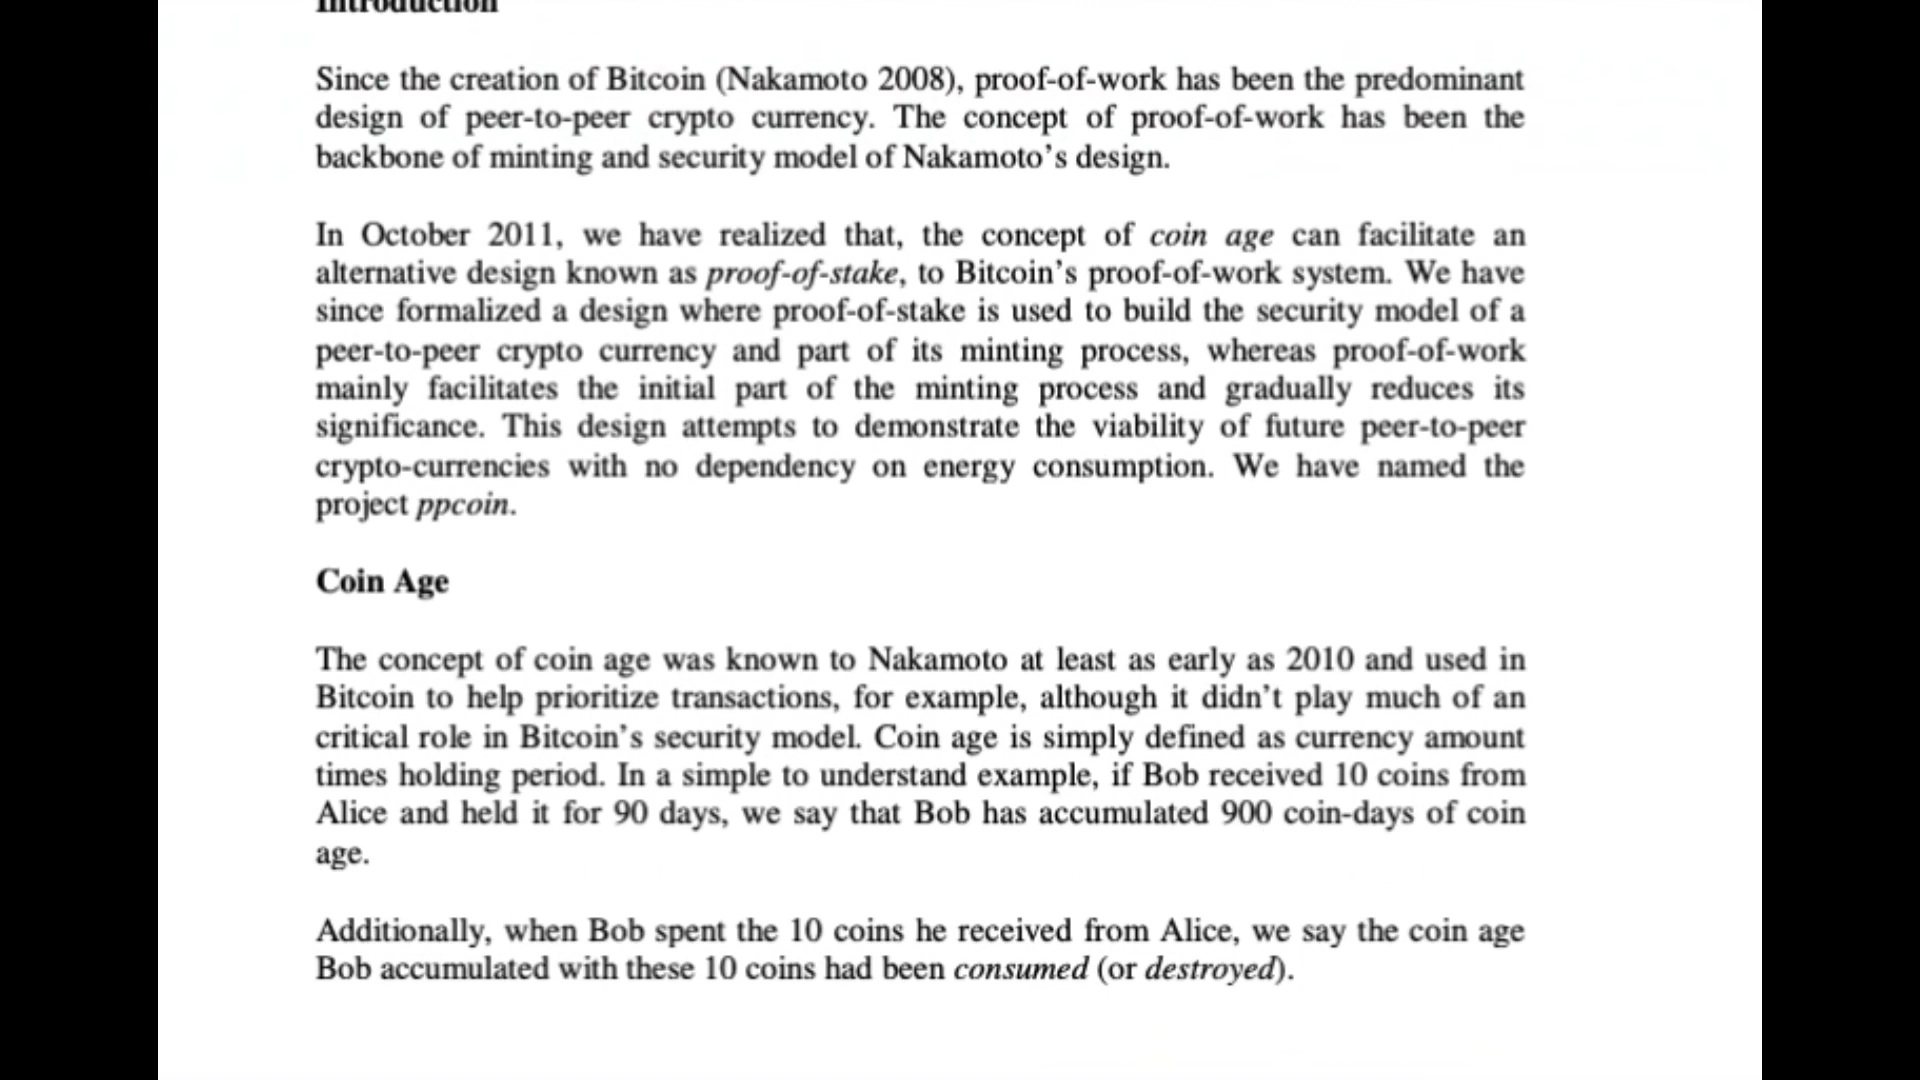 Introduction
Since the creation of Bitcoin (Nakamoto 2008), proof-of-work has been the predominant
design of peer-to-peer crypto currency. The concept of proof-of-work has been the
backbone of minting and security model of Nakamoto’s design.
In October 2011, we have realized that, the concept of coin age can facilitate an
alternative design known as proof-of-stake, to Bitcoin’s proof-of-work system. We have
since formalized a design where proof-of-stake is used to build the security model of a
peer-to-peer crypto currency and part of its minting process, whereas proof-of-work
mainly facilitates the initial part of the minting process and gradually reduces its
significance. This design attempts to demonstrate the viability of future peer-to-peer
crypto-currencies with no dependency on energy consumption. We have named the
project ppcoin.
Coin Age
The concept of coin age was known to Nakamoto at least as early as 2010 and used in
Bitcoin to help prioritize transactions, for example, although it didn’t play much of an
critical role in Bitcoin’s security model. Coin age is simply defined as currency amount
times holding period. In a simple to understand example, if Bob received 10 coins from
Alice and held it for 90 days, we say that Bob has accumulated 900 coin-days of coin
age.
Additionally, when Bob spent the 10 coins he received from Alice, we say the coin age
Bob accumulated with these 10 coins had been consumed (or destroyed).